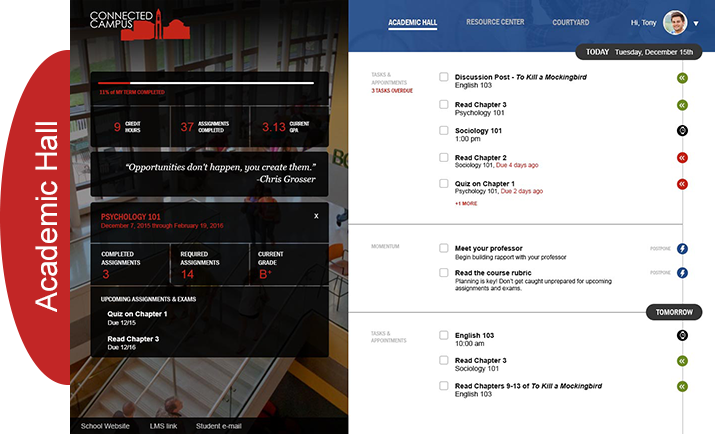 Academic Hall
CONNECTED
CAMPUS
ACADEMIC HALL
RESOURCE CENTER
COURTYARD
Hi, Tony
TODAY Tuesday, December 15th
11% OF MY TERM COMPLETED
9 CREDIT HOURS
37 ASSIGNMENTS COMPLETED
3.13 CURRENT GPA
“Opportunities don’t happen, you create them.”
-Chris Grosser
PSYCHOLOGY 101
X
December 7, 2015 through February 19, 2016
COMPLETED ASSIGNMENTS
3
REQUIRED ASSIGNMENTS
14
CURRENT GRADE
B+
UPCOMING ASSIGNMENTS & EXAMS
Quiz on Chapter 1
Due 12/15
Read Chapter 3
Due 12/16
School Website
LMS link
Student e-mail
TASKS &
APPOINTMENTS
3 TASKS OVERDUE
Discussion Post - To Kill a Mockingbird
English 103
Read Chapter 3
Psychology 101
Sociology 101
1:00 pm
Read Chapter 2
Sociology 101, Due 4 days ago
Quiz on Chapter 1
Psychology 101, Due 2 days ago
+1 MORE
MOMENTUM
Meet your professor
Begin building rapport with your professor
POSTPONE
Read the course rubric
Planning is key! Don't get caught unprepared for upcoming
assignments and exams.
POSTPONE
TOMORROW
TASKS &
APPOINTMENTS
English 103
10:00 am
Read Chapter 3
Sociology 101
Read Chapters 9-13 of To Kill a Mockingbird
English 103